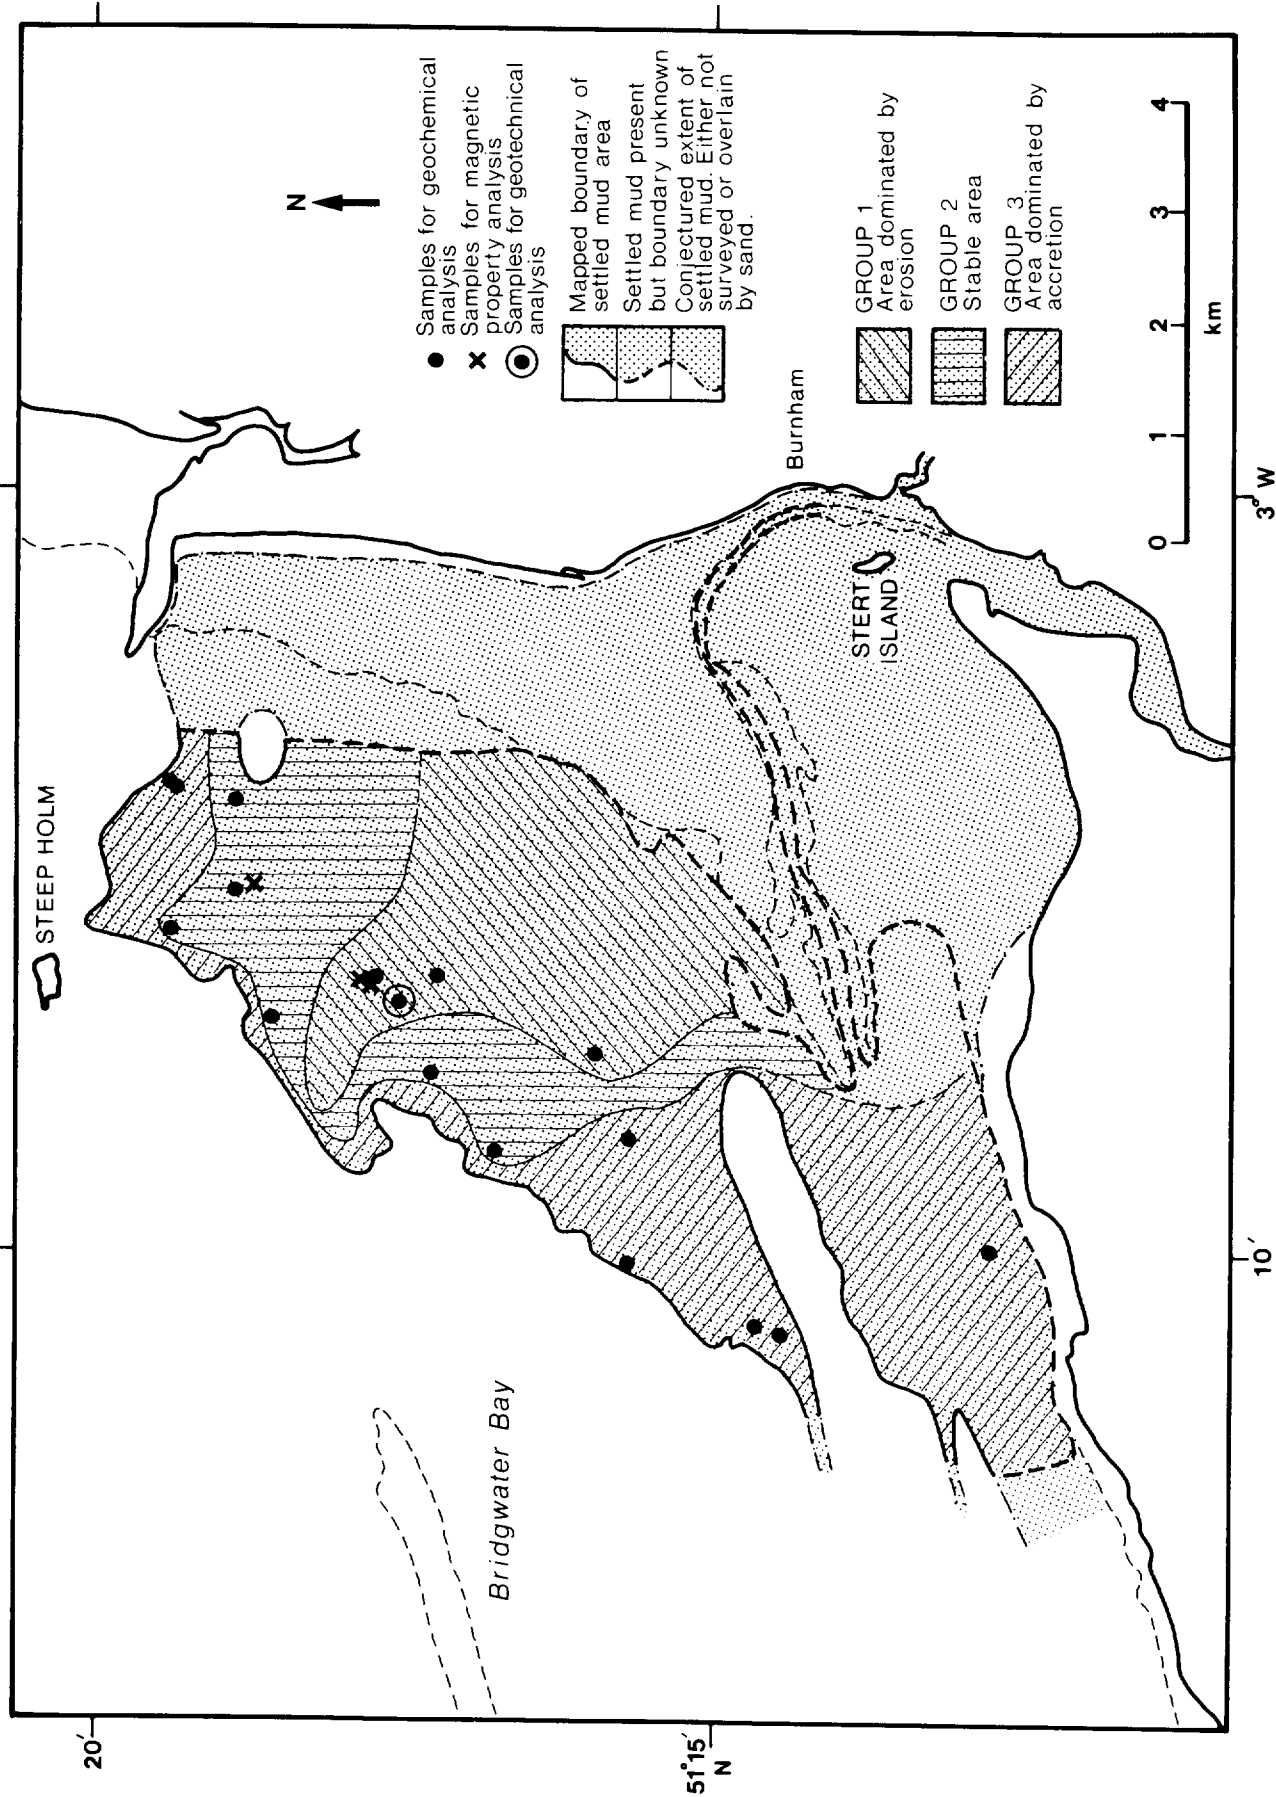 STEEP HOLM
N
Samples for geochemical
analysis
Samples for magnetic
property analysis
Samples for geotechnical
analysis
Mapped boundary of
settled mud area
Settled mud present
but boundary unknown
Conjectured extent of
settled mud. Either not
surveyed or overlain
by sand.
GROUP 1
Area dominated by
erosion
GROUP 2
Stable area
GROUP 3
Area dominated by
accretion
0 1 2 3 4
km
Burnham
STERT
ISLAND
Bridgwater Bay
20′
51°15′
N
10′
3° W